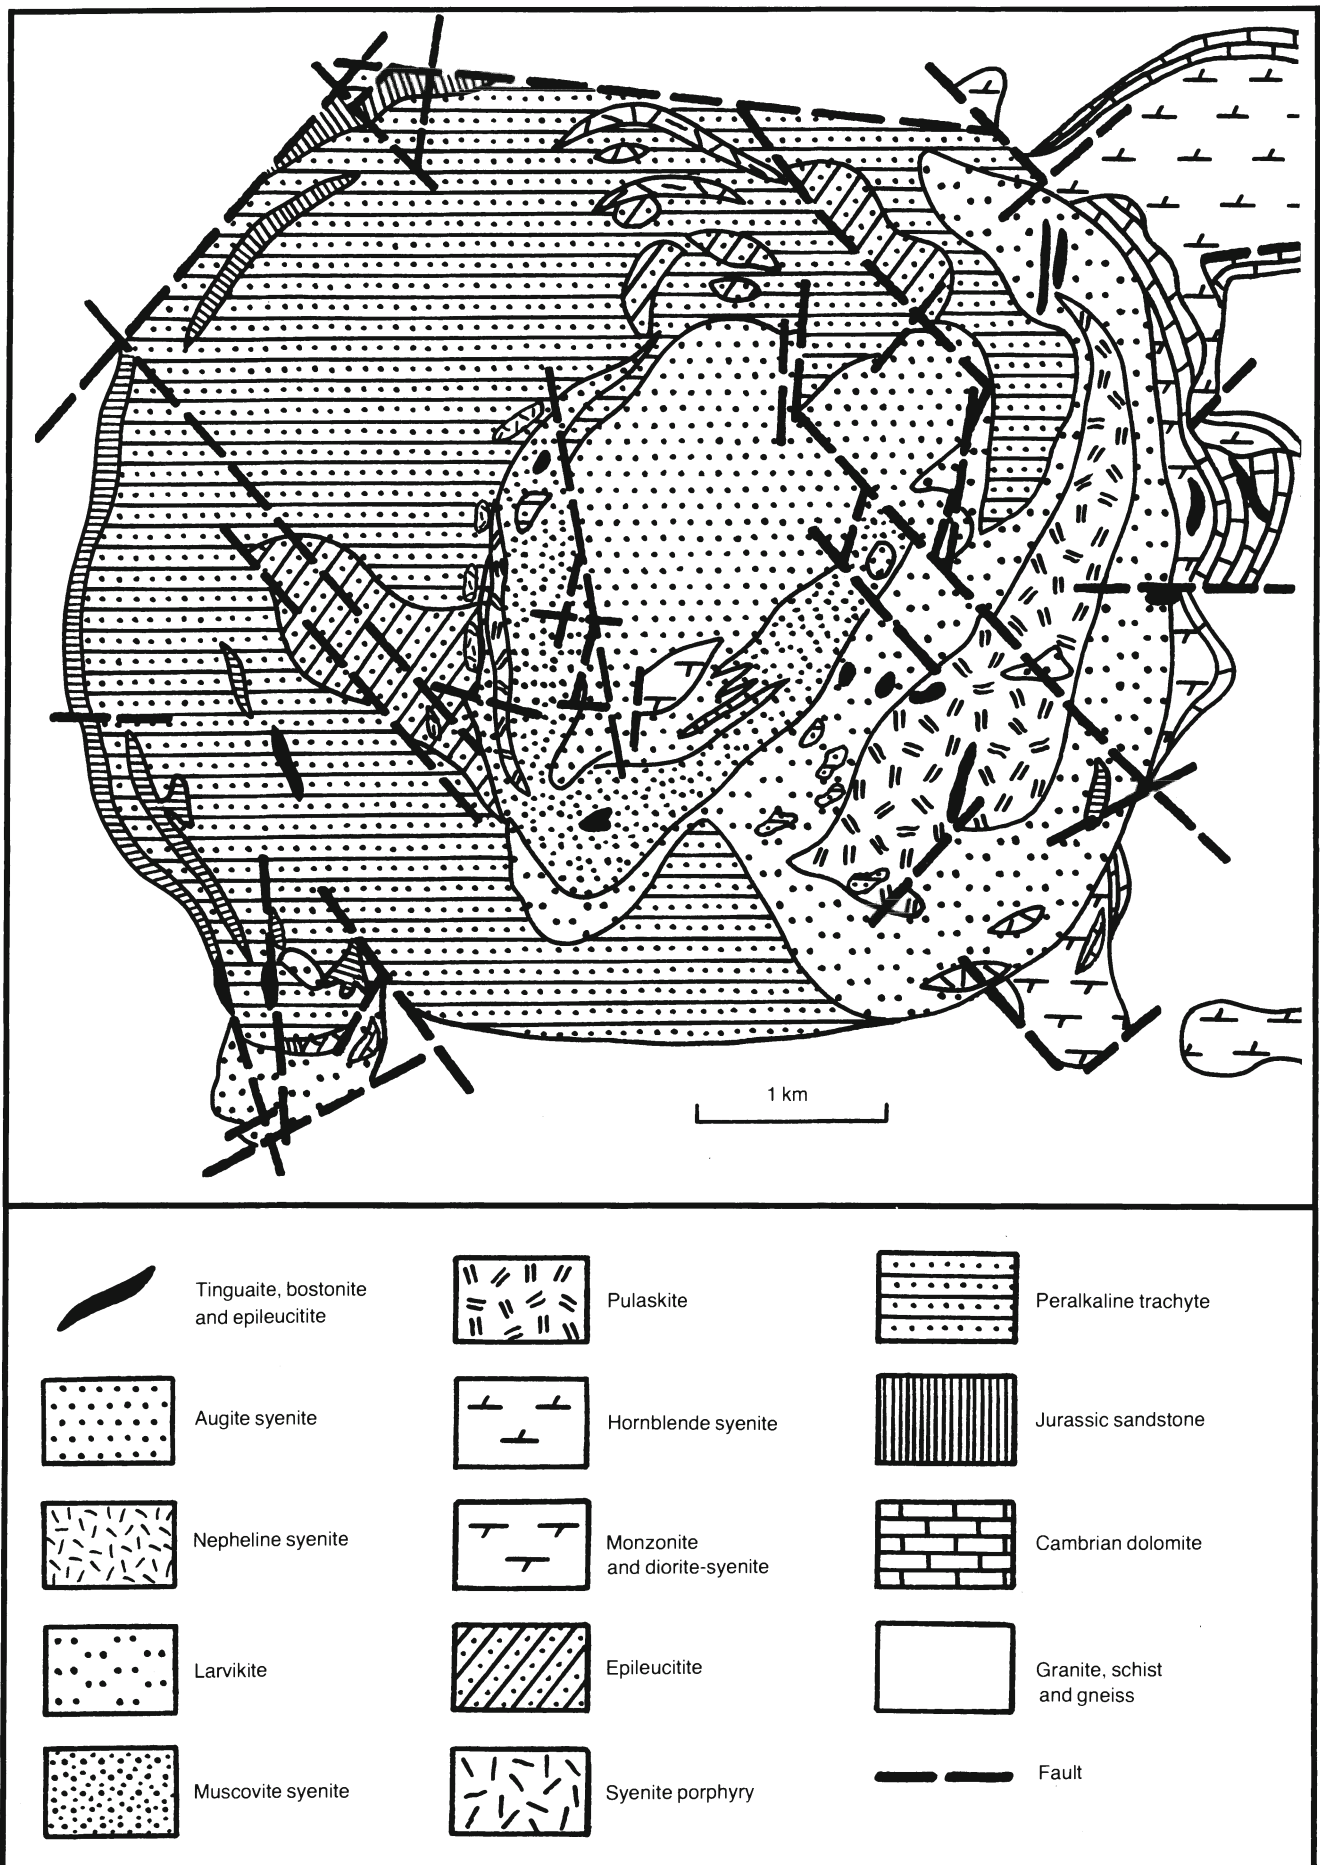 1 km
Tinguaite, bostonite
and epileucitite
Augite syenite
Nepheline syenite
Larvikite
Muscovite syenite
Pulaskite
Hornblende syenite
Monzonite
and diorite-syenite
Epileucitite
Syenite porphyry
Peralkaline trachyte
Jurassic sandstone
Cambrian dolomite
Granite, schist
and gneiss
Fault